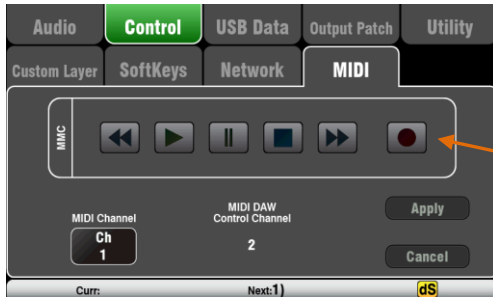 Audio Control USB Data Output Patch Utility
Custom Layer SoftKeys Network MIDI
MMC
MIDI Channel
Ch
1
MIDI DAW
Control Channel
2
Apply
Cancel
Curr: Next:1) dS